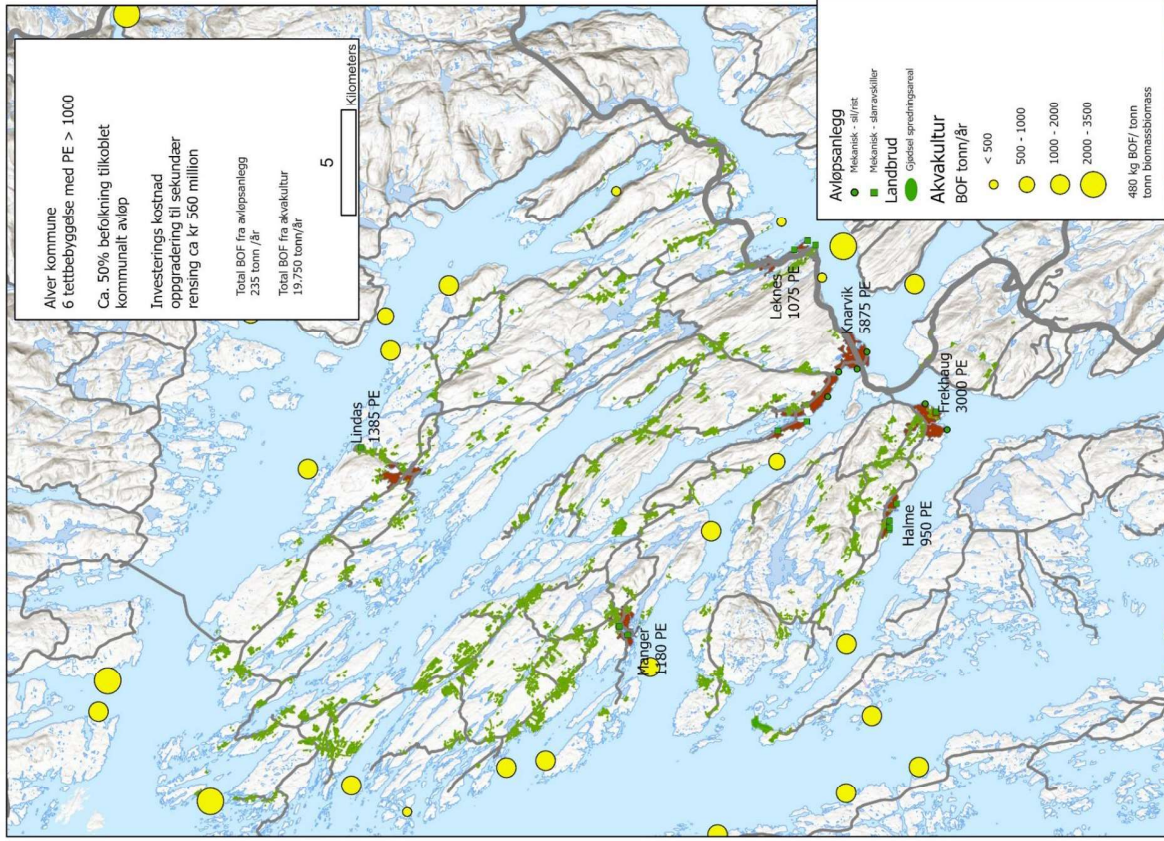 Alver kommune
6 tettbebyggelse med PE > 1000
Ca. 50% befolkning tilkoblet
kommunalt avløp
Investerings kostnad
oppgradering til sekundær
rensing ca kr 560 million
Total BOF fra avløpsanlegg
235 tonn /år
Total BOF fra akvakultur
19.750 tonn/år
5
Kilometers
Lindas
1385 PE
Leknes
1075 PE
Knarvik
5875 PE
Frekhaug
3000 PE
Halme
950 PE
Manger
1180 PE
Avløpsanlegg
Mekanisk - sil/rist
Mekanisk - slamavskiller
Landbrud
Gjødsel spredningsareal
Akvakultur
BOF tonn/år
< 500
500 - 1000
1000 - 2000
2000 - 3500
480 kg BOF/ tonn
tonn biomassbiomass